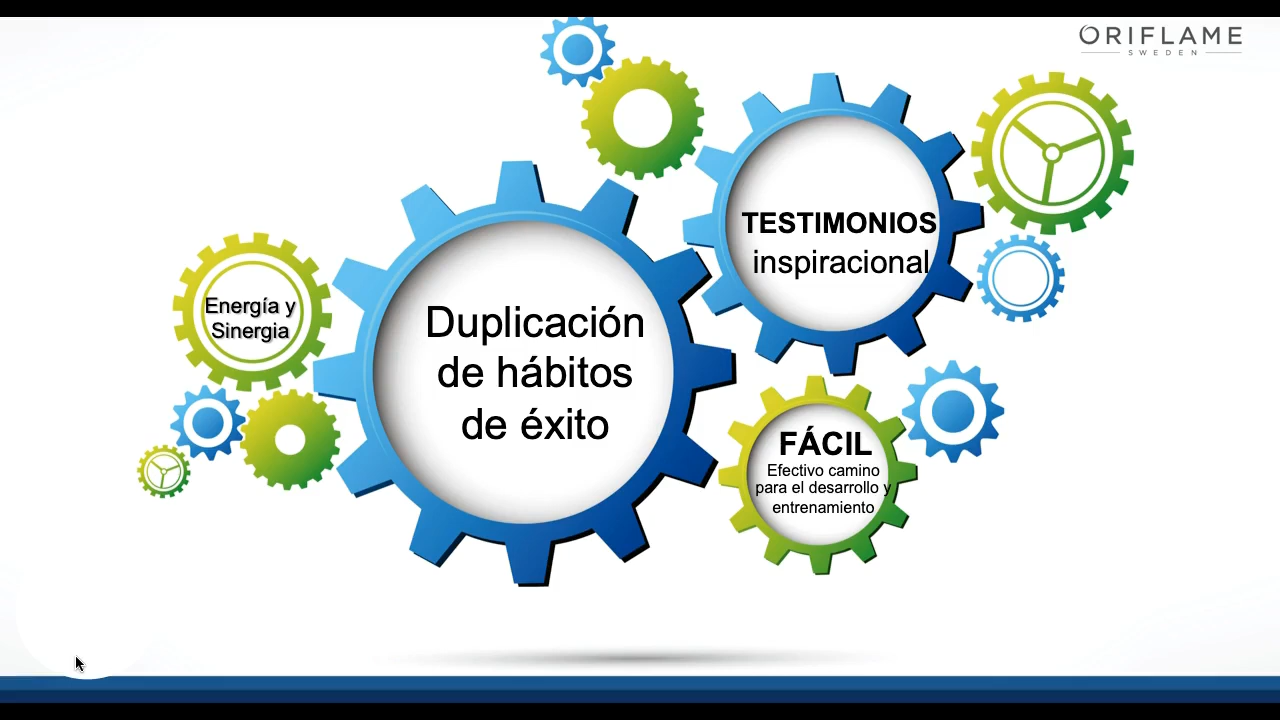 ORIFLAME
SWEDEN
TESTIMONIOS
inspiracional
Energía y
Sinergia
Duplicación
de hábitos
de éxito
FÁCIL
Efectivo camino
para el desarrollo y
entrenamiento